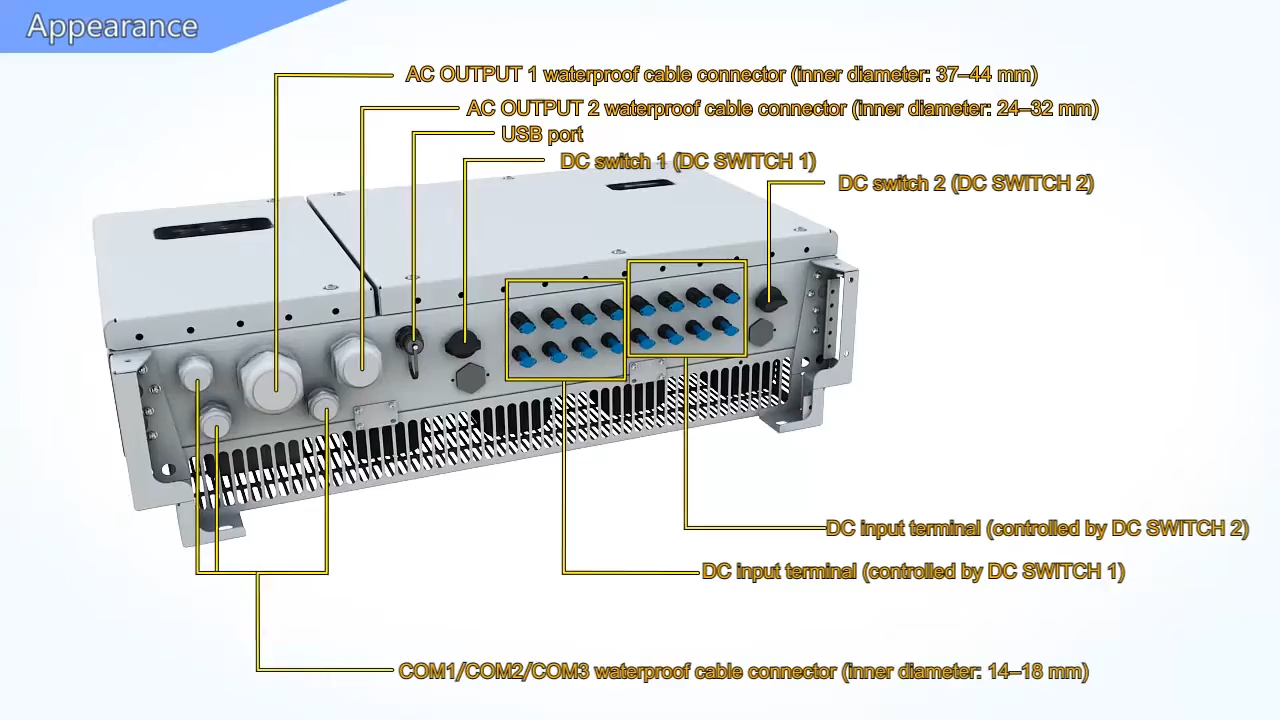 Appearance
AC OUTPUT 1 waterproof cable connector (inner diameter: 37–44 mm)
AC OUTPUT 2 waterproof cable connector (inner diameter: 24–32 mm)
USB port
DC switch 1 (DC SWITCH 1)
DC switch 2 (DC SWITCH 2)
DC input terminal (controlled by DC SWITCH 2)
DC input terminal (controlled by DC SWITCH 1)
COM1/COM2/COM3 waterproof cable connector (inner diameter: 14–18 mm)